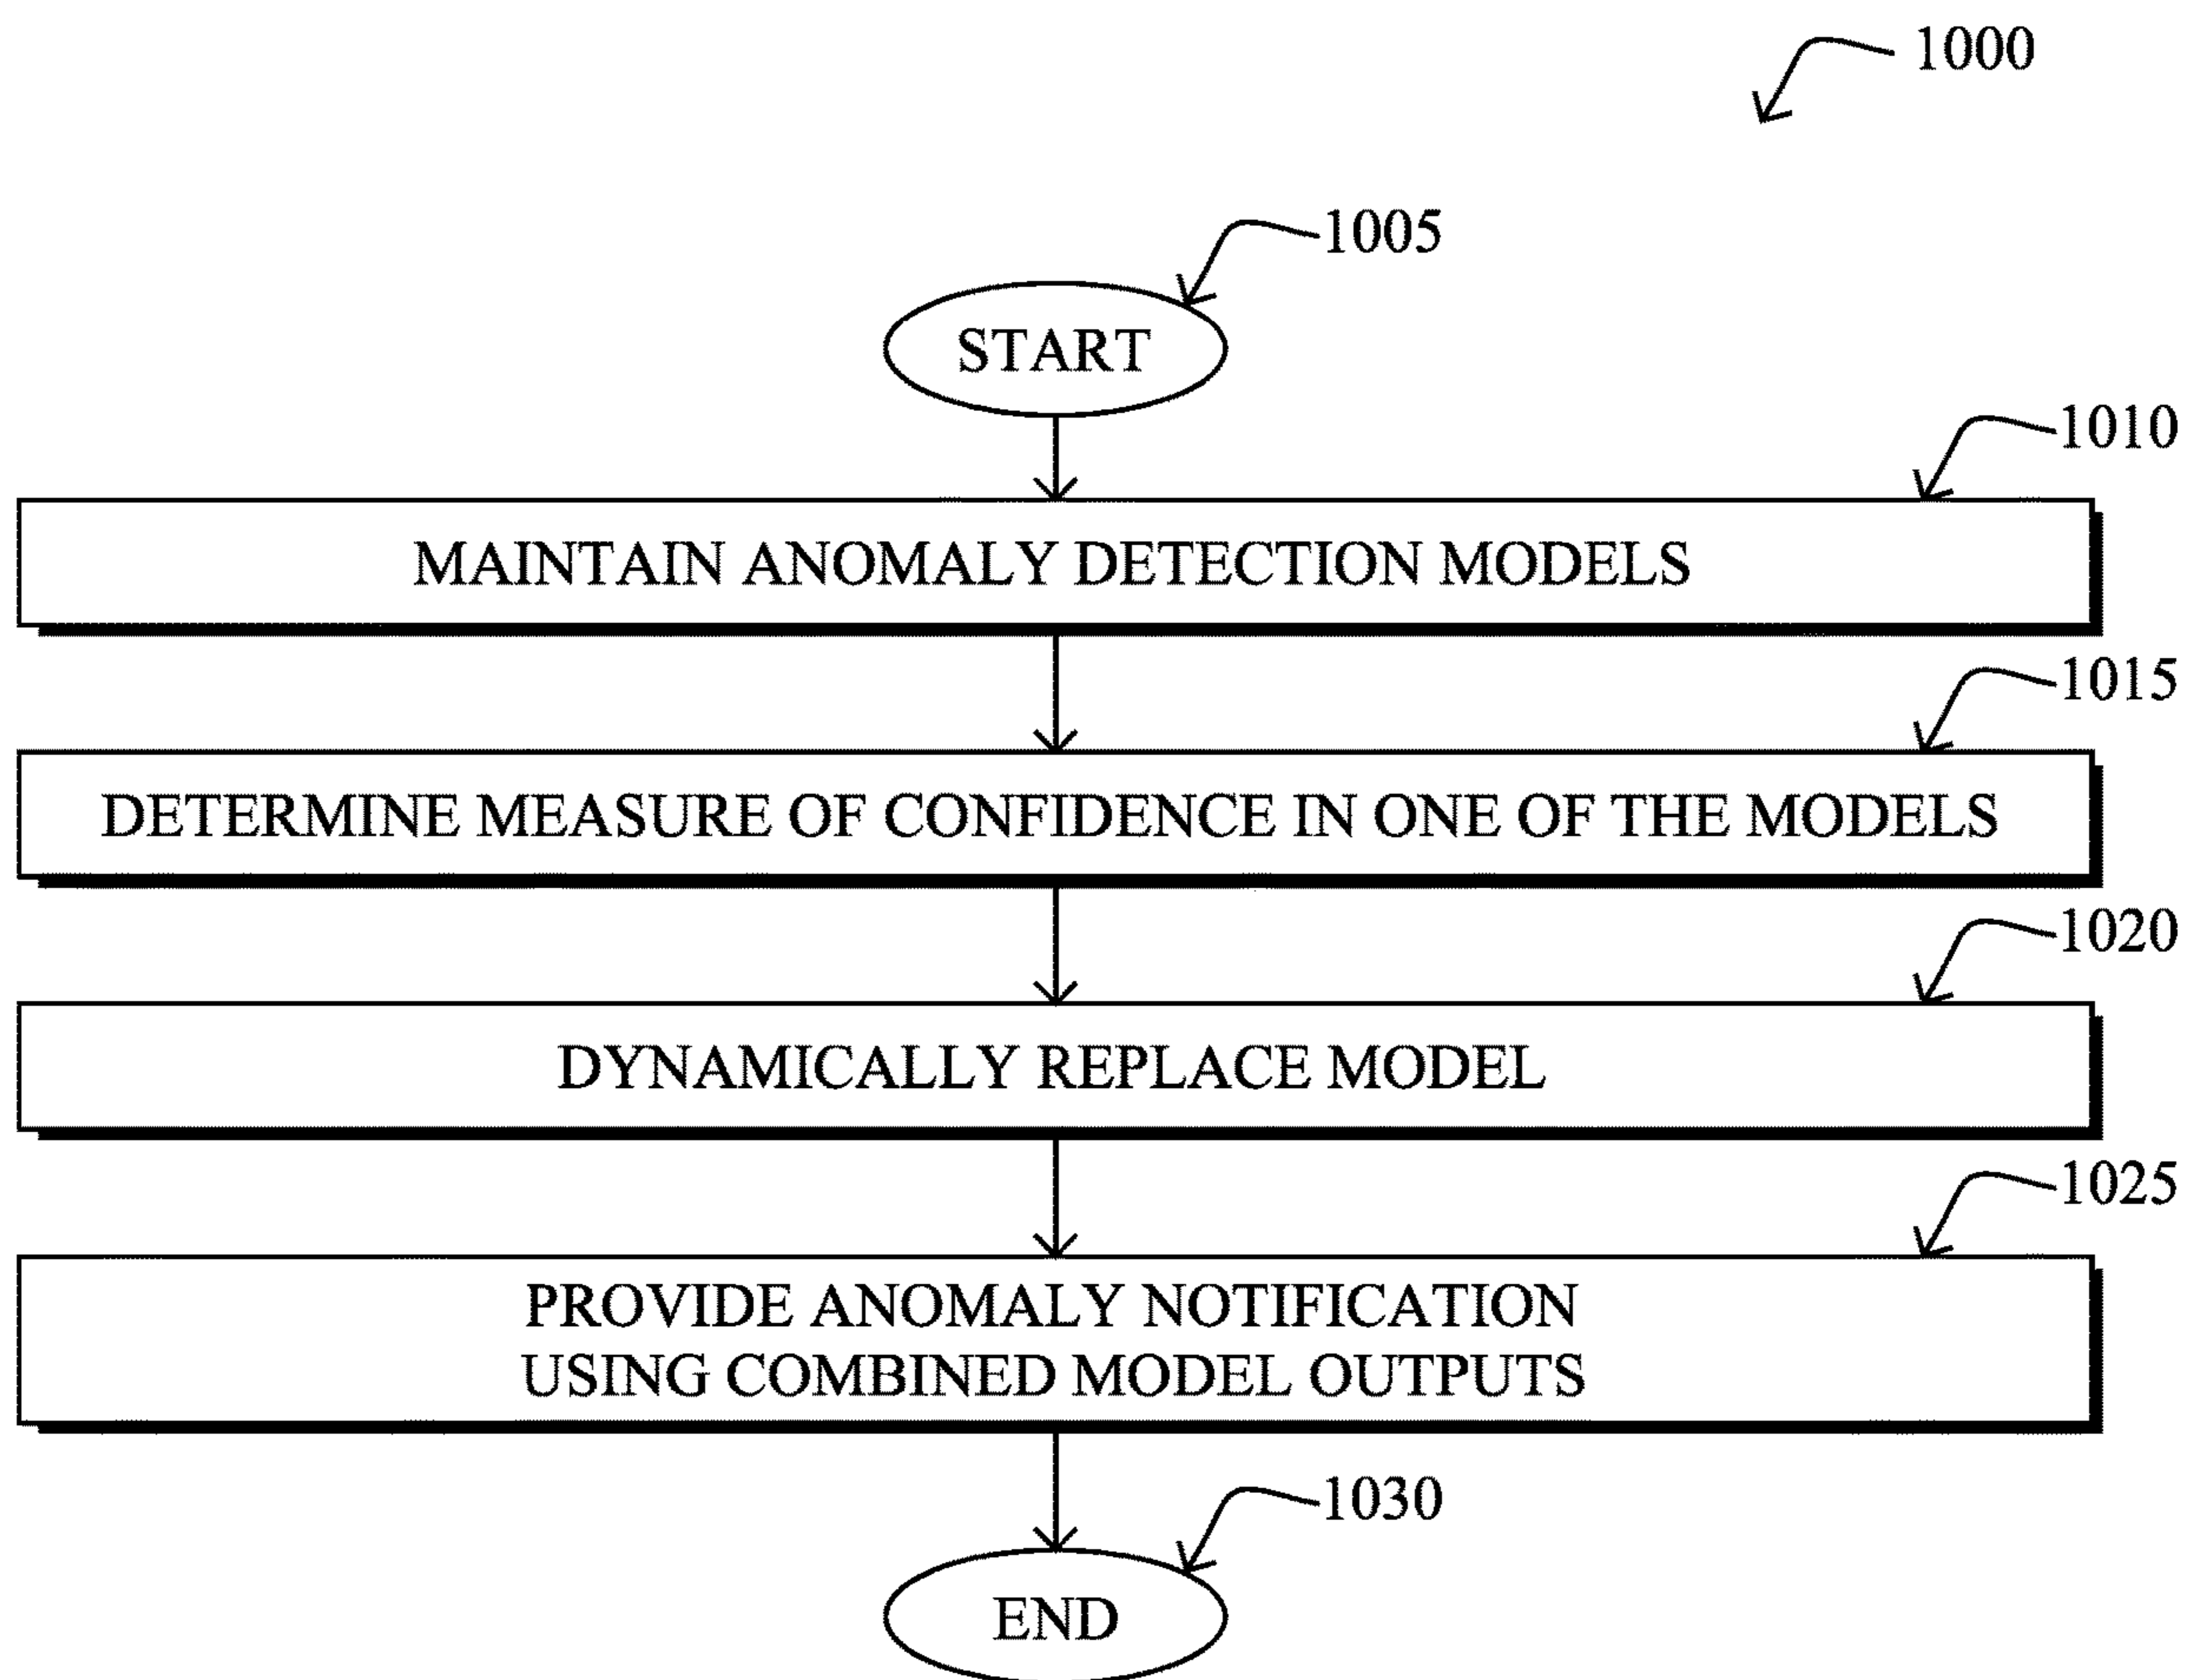 1000
1005
START
1010
MAINTAIN ANOMALY DETECTION MODELS
1015
DETERMINE MEASURE OF CONFIDENCE IN ONE OF THE MODELS
1020
DYNAMICALLY REPLACE MODEL
1025
PROVIDE ANOMALY NOTIFICATION
USING COMBINED MODEL OUTPUTS
1030
END